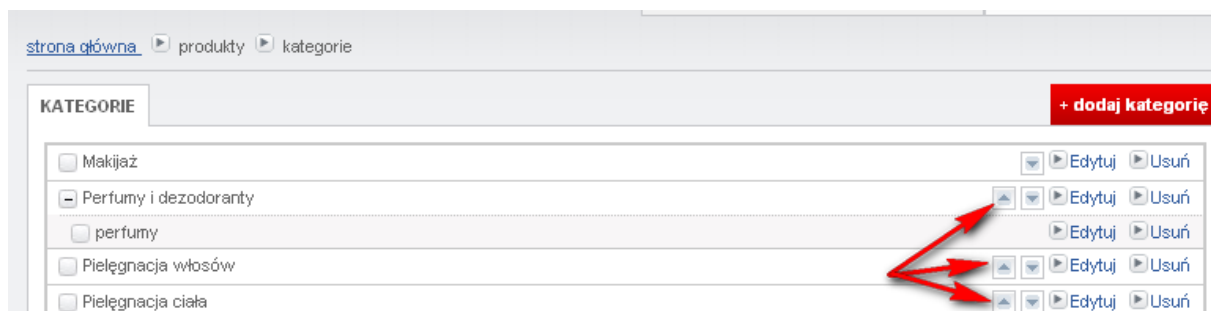 strona główna produkty kategorie
KATEGORIE + dodaj kategorię
Makijaż Edytuj Usuń
Perfumy i dezodoranty Edytuj Usuń
perfumy Edytuj Usuń
Pielęgnacja włosów Edytuj Usuń
Pielęgnacja ciała Edytuj Usuń